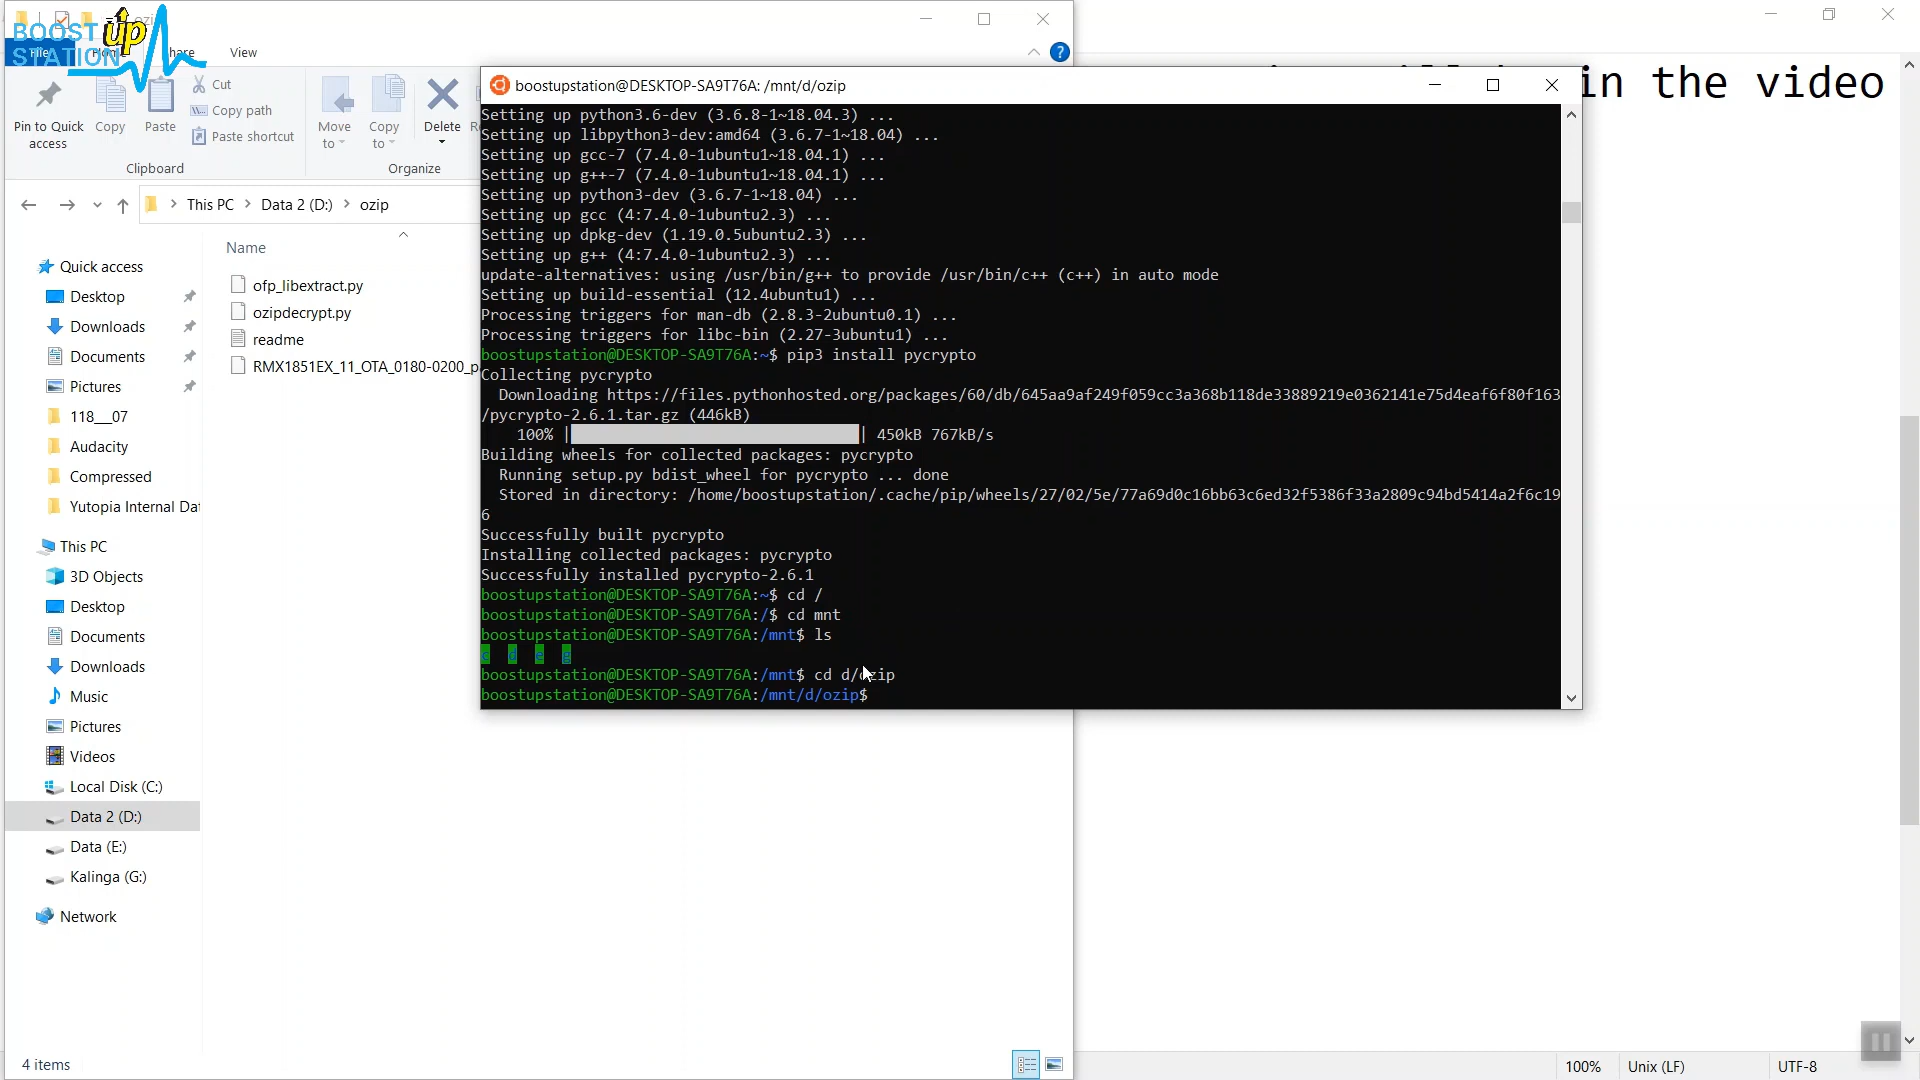 BOOST up
STATION
File
Share
View
Pin to Quick
access
Copy
Paste
Cut
Copy path
Paste shortcut
Move
to
Copy
to
Delete
Clipboard
Organize
This PC
Data 2 (D:)
ozip
Name
Quick access
Desktop
Downloads
Documents
Pictures
118__07
Audacity
Compressed
Yutopia Internal Dat
This PC
3D Objects
Desktop
Documents
Downloads
Music
Pictures
Videos
Local Disk (C:)
Data 2 (D:)
Data (E:)
Kalinga (G:)
Network
4 items
ofp_libextract.py
ozipdecrypt.py
readme
RMX1851EX_11_OTA_0180-0200_p
boostupstation@DESKTOP-SA9T76A: /mnt/d/ozip
Setting up python3.6-dev (3.6.8-1~18.04.3) ...
Setting up libpython3-dev:amd64 (3.6.7-1~18.04) ...
Setting up gcc-7 (7.4.0-1ubuntu1~18.04.1) ...
Setting up g++-7 (7.4.0-1ubuntu1~18.04.1) ...
Setting up python3-dev (3.6.7-1~18.04) ...
Setting up gcc (4:7.4.0-1ubuntu2.3) ...
Setting up dpkg-dev (1.19.0.5ubuntu2.3) ...
Setting up g++ (4:7.4.0-1ubuntu2.3) ...
update-alternatives: using /usr/bin/g++ to provide /usr/bin/c++ (c++) in auto mode
Setting up build-essential (12.4ubuntu1) ...
Processing triggers for man-db (2.8.3-2ubuntu0.1) ...
Processing triggers for libc-bin (2.27-3ubuntu1) ...
boostupstation@DESKTOP-SA9T76A:~$ pip3 install pycrypto
Collecting pycrypto
Downloading https://files.pythonhosted.org/packages/60/db/645aa9af249f059cc3a368b118de33889219e0362141e75d4eaf6f80f163
/pycrypto-2.6.1.tar.gz (446kB)
100% | | 450kB 767kB/s
Building wheels for collected packages: pycrypto
Running setup.py bdist_wheel for pycrypto ... done
Stored in directory: /home/boostupstation/.cache/pip/wheels/27/02/5e/77a69d0c16bb63c6ed32f5386f33a2809c94bd5414a2f6c19
6
Successfully built pycrypto
Installing collected packages: pycrypto
Successfully installed pycrypto-2.6.1
boostupstation@DESKTOP-SA9T76A:~$ cd /
boostupstation@DESKTOP-SA9T76A:/$ cd mnt
boostupstation@DESKTOP-SA9T76A:/mnt$ ls
c d e g
boostupstation@DESKTOP-SA9T76A:/mnt$ cd d/ozip
boostupstation@DESKTOP-SA9T76A:/mnt/d/ozip$
in the video
100%
Unix (LF)
UTF-8